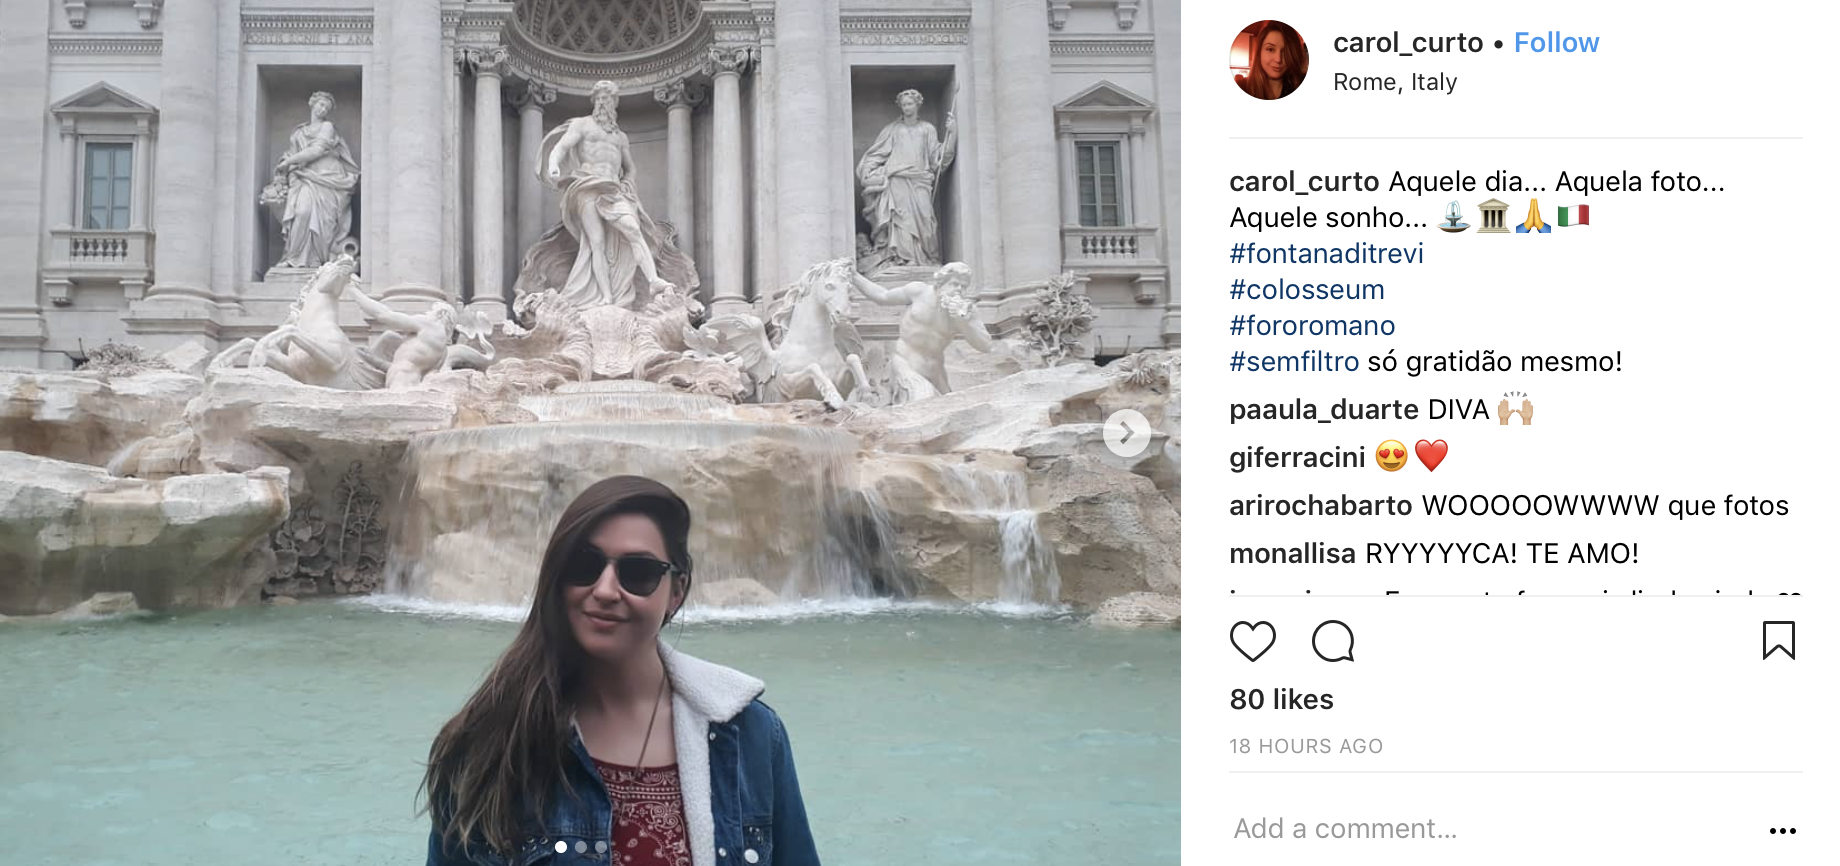 carol_curto • Follow
Rome, Italy
carol_curto Aquele dia... Aquela foto...
Aquele sonho... ⛲🏛️🙏🇮🇹
#fontanaditrevi
#colosseum
#fororomano
#semfiltro só gratidão mesmo!
paaula_duarte DIVA 🙌🏼
giferracini 😍❤️
arirochabarto WOOOOOWWWW que fotos
monallisa RYYYYYCA! TE AMO!
80 likes
18 HOURS AGO
Add a comment...